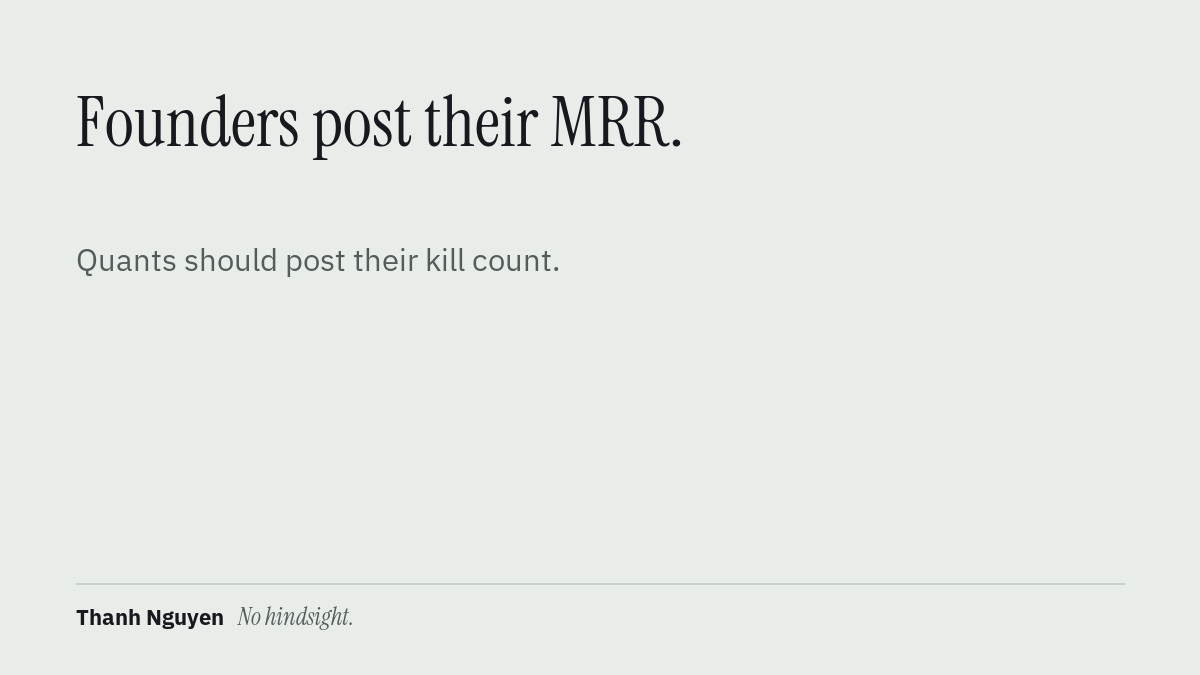 Founders post their MRR.
Quants should post their kill count.
Thanh Nguyen No hindsight.